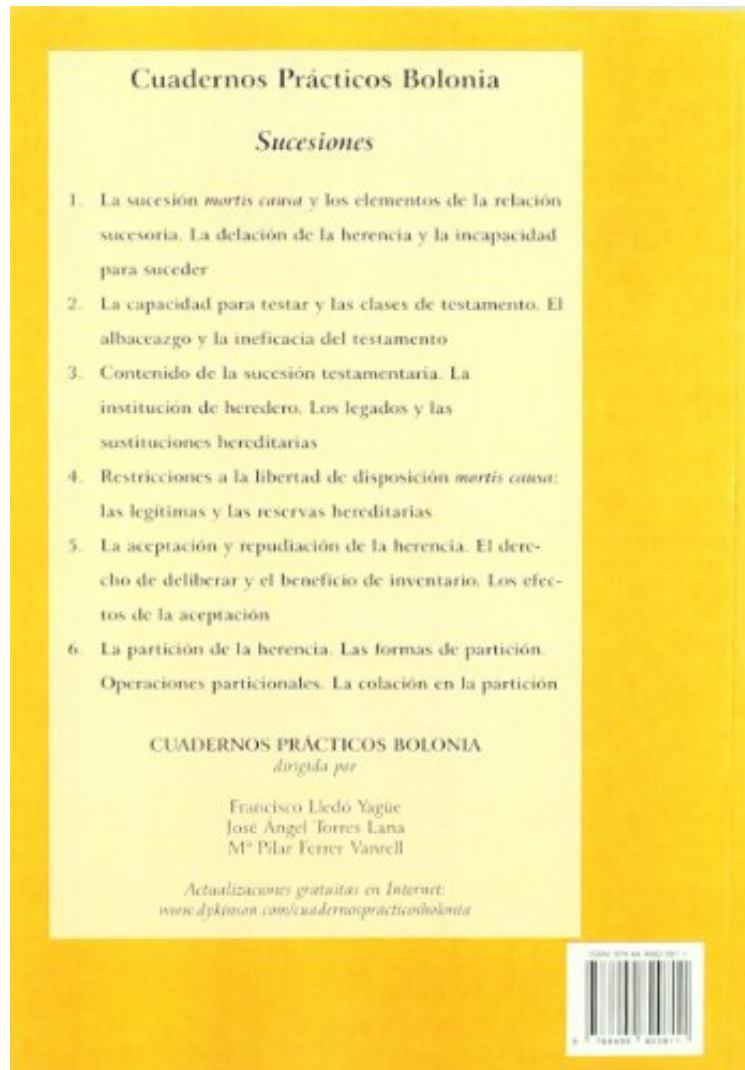 Cuadernos Prácticos Bolonia
Sucesiones
1. La sucesión mortis causa y los elementos de la relación
sucesoria. La delación de la herencia y la incapacidad
para suceder
2. La capacidad para testar y las clases de testamento. El
albaceazgo y la ineficacia del testamento
3. Contenido de la sucesión testamentaria. La
institución de heredero. Los legados y las
sustituciones hereditarias
4. Restricciones a la libertad de disposición mortis causa:
las legítimas y las reservas hereditarias
5. La aceptación y repudiación de la herencia. El dere-
cho de deliberar y el beneficio de inventario. Los efec-
tos de la aceptación
6. La partición de la herencia. Las formas de partición.
Operaciones particionales. La colación en la partición
CUADERNOS PRÁCTICOS BOLONIA
dirigida por
Francisco Lledó Yagüe
José Ángel Torres Lana
Mª Pilar Ferrer Vanrell
Actualizaciones gratuitas en Internet:
www.dykinson.com/cuadernospracticosbolonia
ISBN